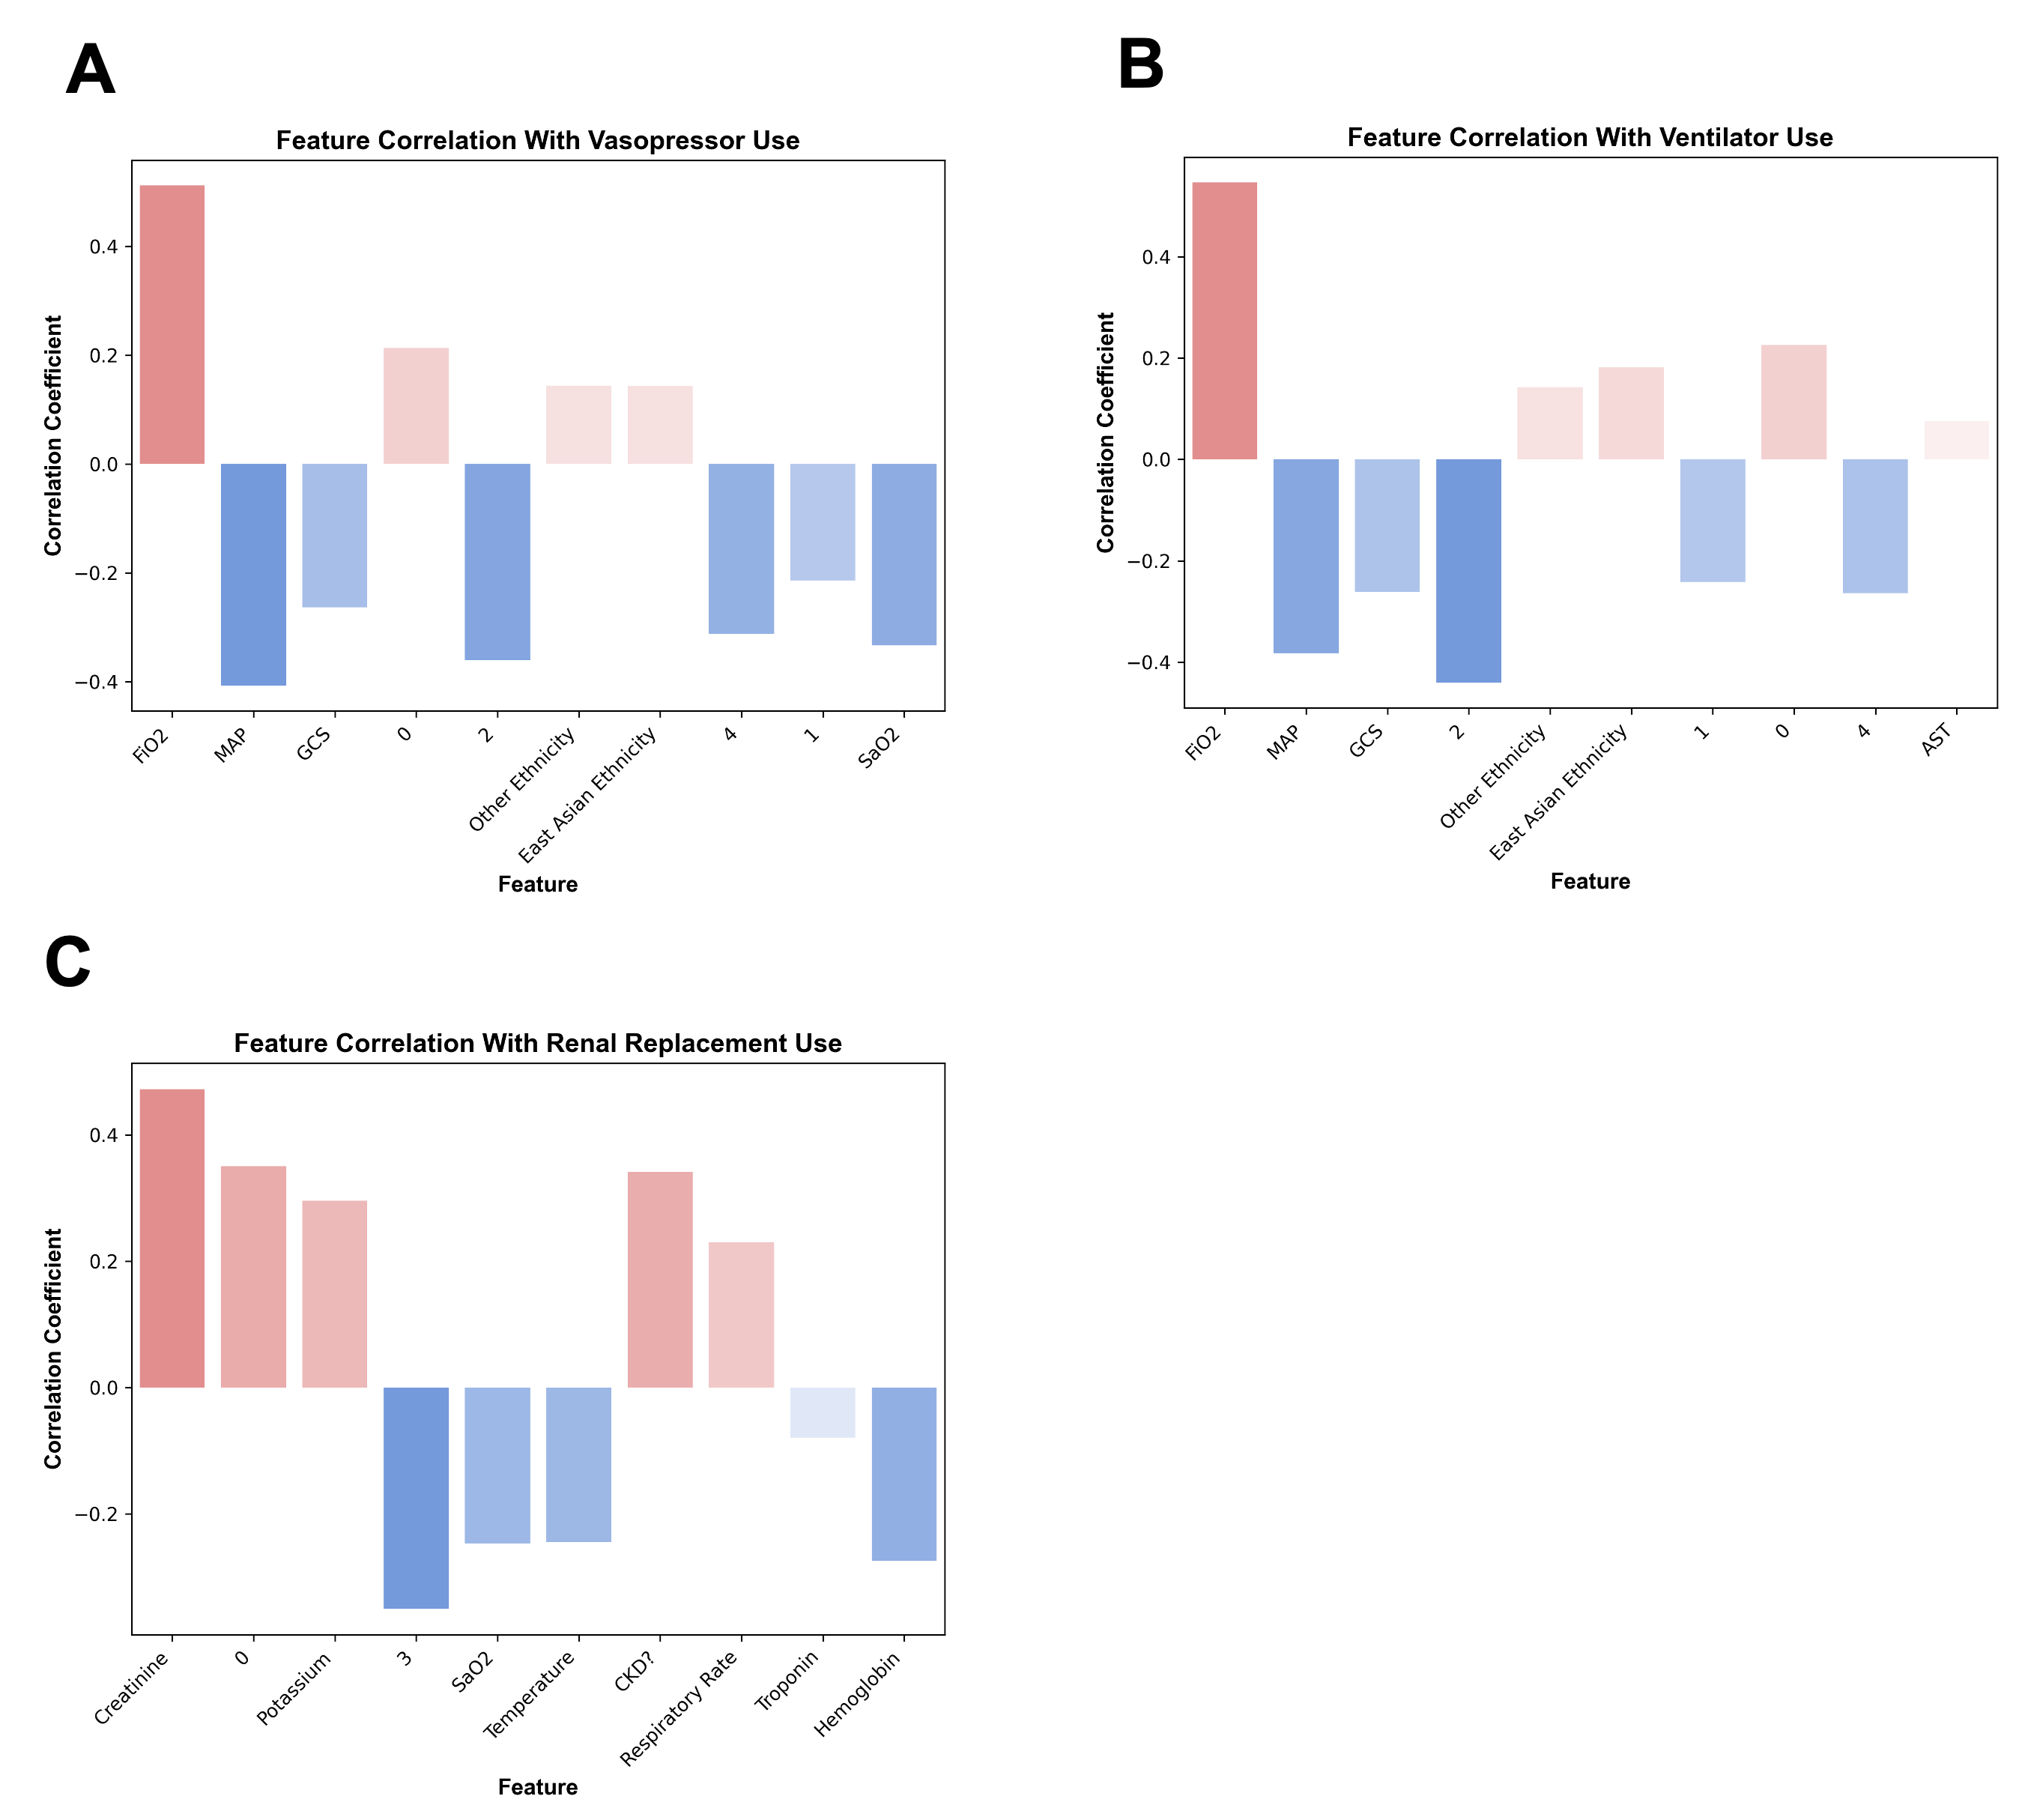 A
Feature Correlation With Vasopressor Use
Correlation Coefficient
0.4
0.2
0.0
−0.2
−0.4
FiO2
MAP
GCS
0
2
Other Ethnicity
East Asian Ethnicity
4
1
SaO2
Feature
B
Feature Correlation With Ventilator Use
Correlation Coefficient
0.4
0.2
0.0
−0.2
−0.4
FiO2
MAP
GCS
2
Other Ethnicity
East Asian Ethnicity
1
0
4
AST
Feature
C
Feature Correlation With Renal Replacement Use
Correlation Coefficient
0.4
0.2
0.0
−0.2
Creatinine
0
Potassium
3
SaO2
Temperature
CKD?
Respiratory Rate
Troponin
Hemoglobin
Feature